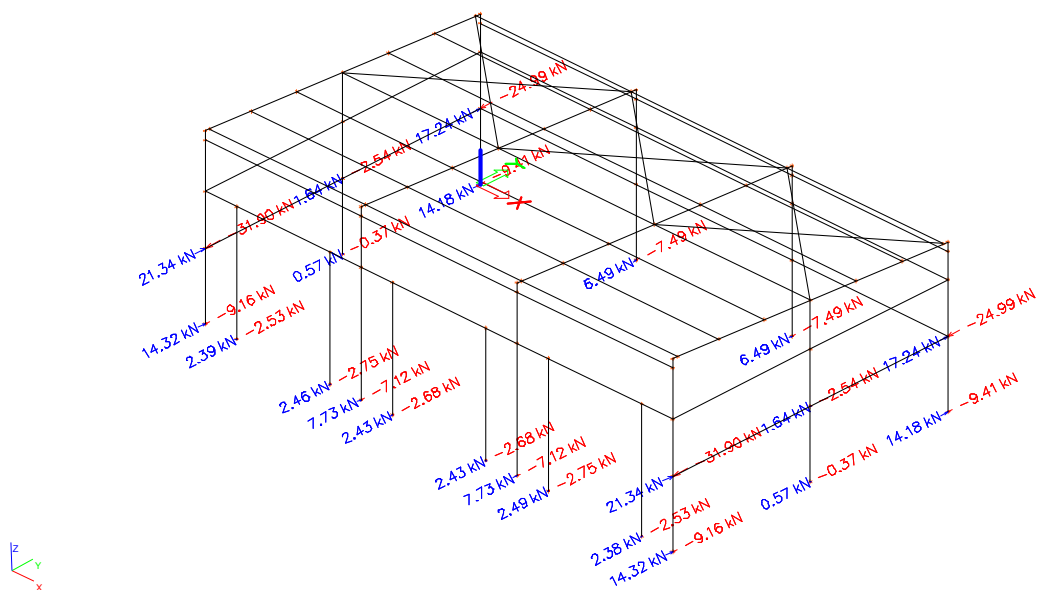 -24.99 kN
17.24 kN
-2.54 kN
1.64 kN
-31.90 kN
21.34 kN
-9.41 kN
14.18 kN
Y
X
-0.37 kN
0.57 kN
-7.49 kN
6.49 kN
-9.16 kN
14.32 kN
-2.53 kN
2.39 kN
-7.49 kN
6.49 kN
-24.99 kN
17.24 kN
-2.54 kN
1.64 kN
-31.90 kN
21.34 kN
-2.75 kN
2.46 kN
-7.12 kN
7.73 kN
-2.68 kN
2.43 kN
-9.41 kN
14.18 kN
-0.37 kN
0.57 kN
-2.68 kN
2.43 kN
-7.12 kN
7.73 kN
-2.75 kN
2.49 kN
-2.53 kN
2.38 kN
-9.16 kN
14.32 kN
Z
Y
X